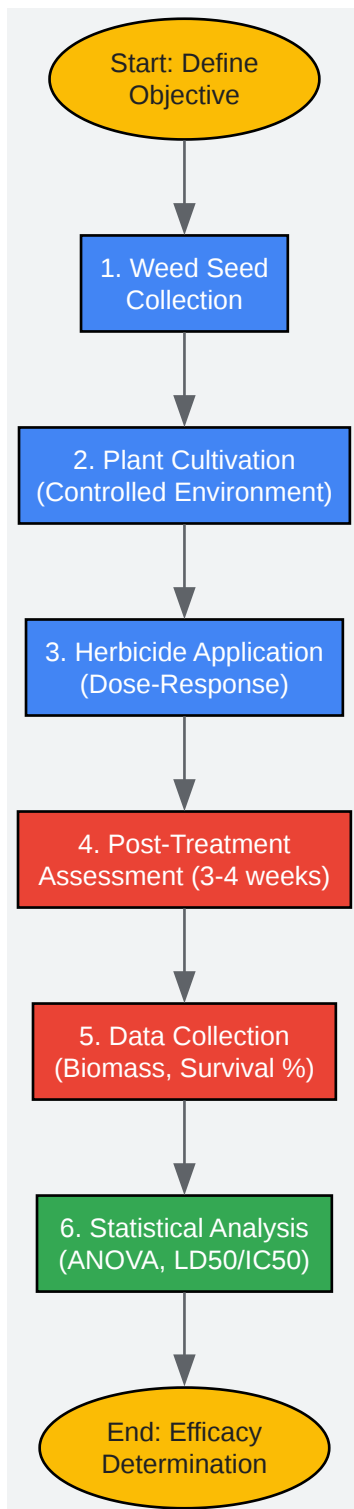 Start: Define
Objective
1. Weed Seed
Collection
2. Plant Cultivation
(Controlled Environment)
3. Herbicide Application
(Dose-Response)
4. Post-Treatment
Assessment (3-4 weeks)
5. Data Collection
(Biomass, Survival %)
6. Statistical Analysis
(ANOVA, LD50/IC50)
End: Efficacy
Determination